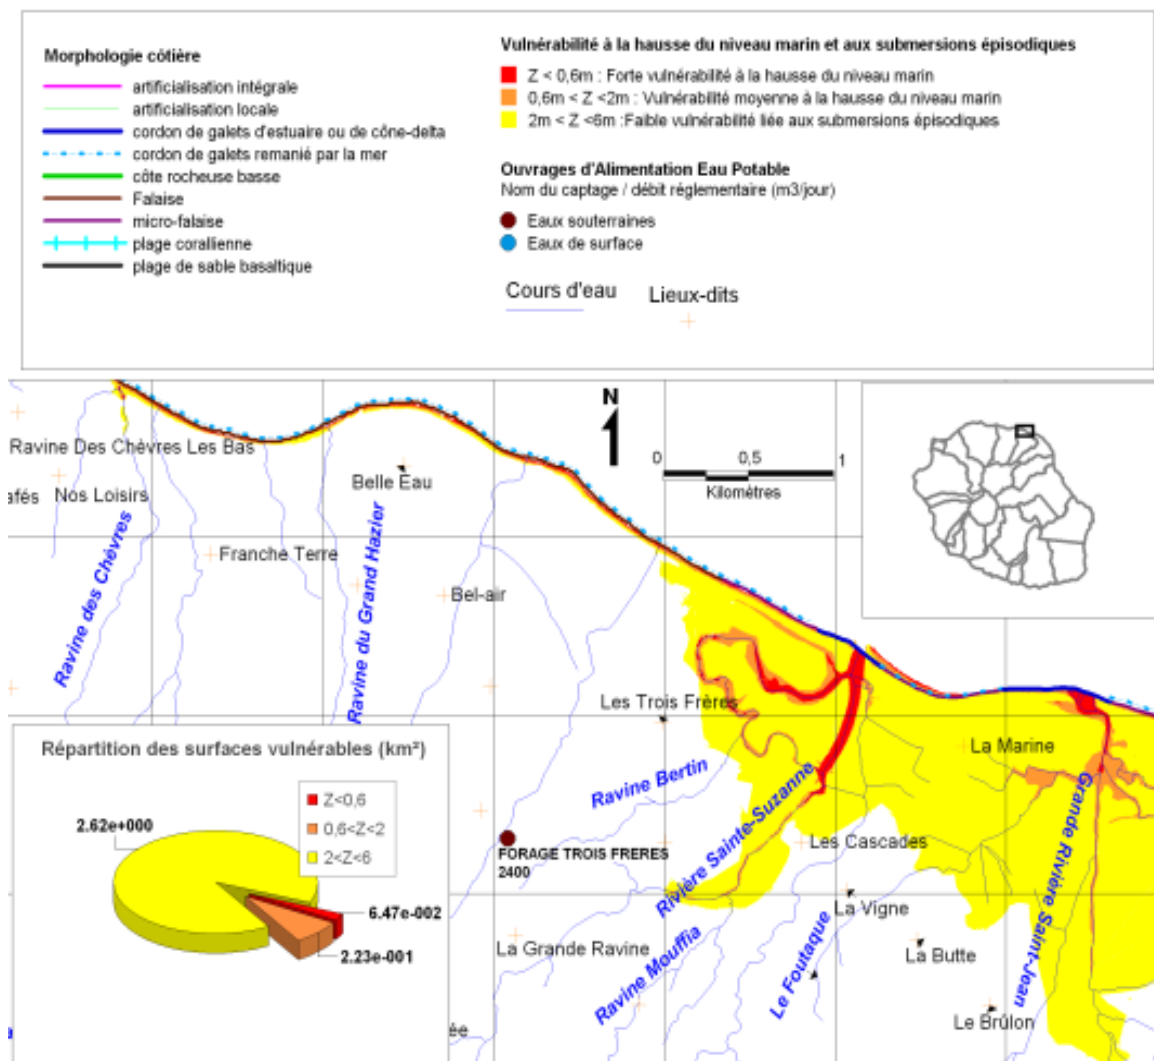 Morphologie côtière
artificialisation intégrale
artificialisation locale
cordon de galets d'estuaire ou de cône-delta
cordon de galets remanié par la mer
côte rocheuse basse
Falaise
micro-falaise
plage corallienne
plage de sable basaltique
Vulnérabilité à la hausse du niveau marin et aux submersions épisodiques
Z < 0,6m : Forte vulnérabilité à la hausse du niveau marin
0,6m < Z <2m : Vulnérabilité moyenne à la hausse du niveau marin
2m < Z <6m :Faible vulnérabilité liée aux submersions épisodiques
Ouvrages d'Alimentation Eau Potable
Nom du captage / débit réglementaire (m3/jour)
Eaux souterraines
Eaux de surface
Cours d'eau
Lieux-dits
N
0 0,5 1
Kilomètres
Ravine Des Chèvres Les Bas
afés
Nos Loisirs
Belle Eau
Franche Terre
Bel-air
Ravine des Chèvres
Ravine du Grand Hazier
Les Trois Frères
La Marine
Ravine Bertin
Rivière Sainte-Suzanne
Grande Rivière Saint-Jean
Les Cascades
FORAGE TROIS FRERES
2400
La Vigne
La Grande Ravine
Ravine Mouffia
Le Foutaque
La Butte
Le Brûlon
ée
Répartition des surfaces vulnérables (km²)
Z<0,6
0,6<Z<2
2<Z<6
2.62e+000
6.47e-002
2.23e-001